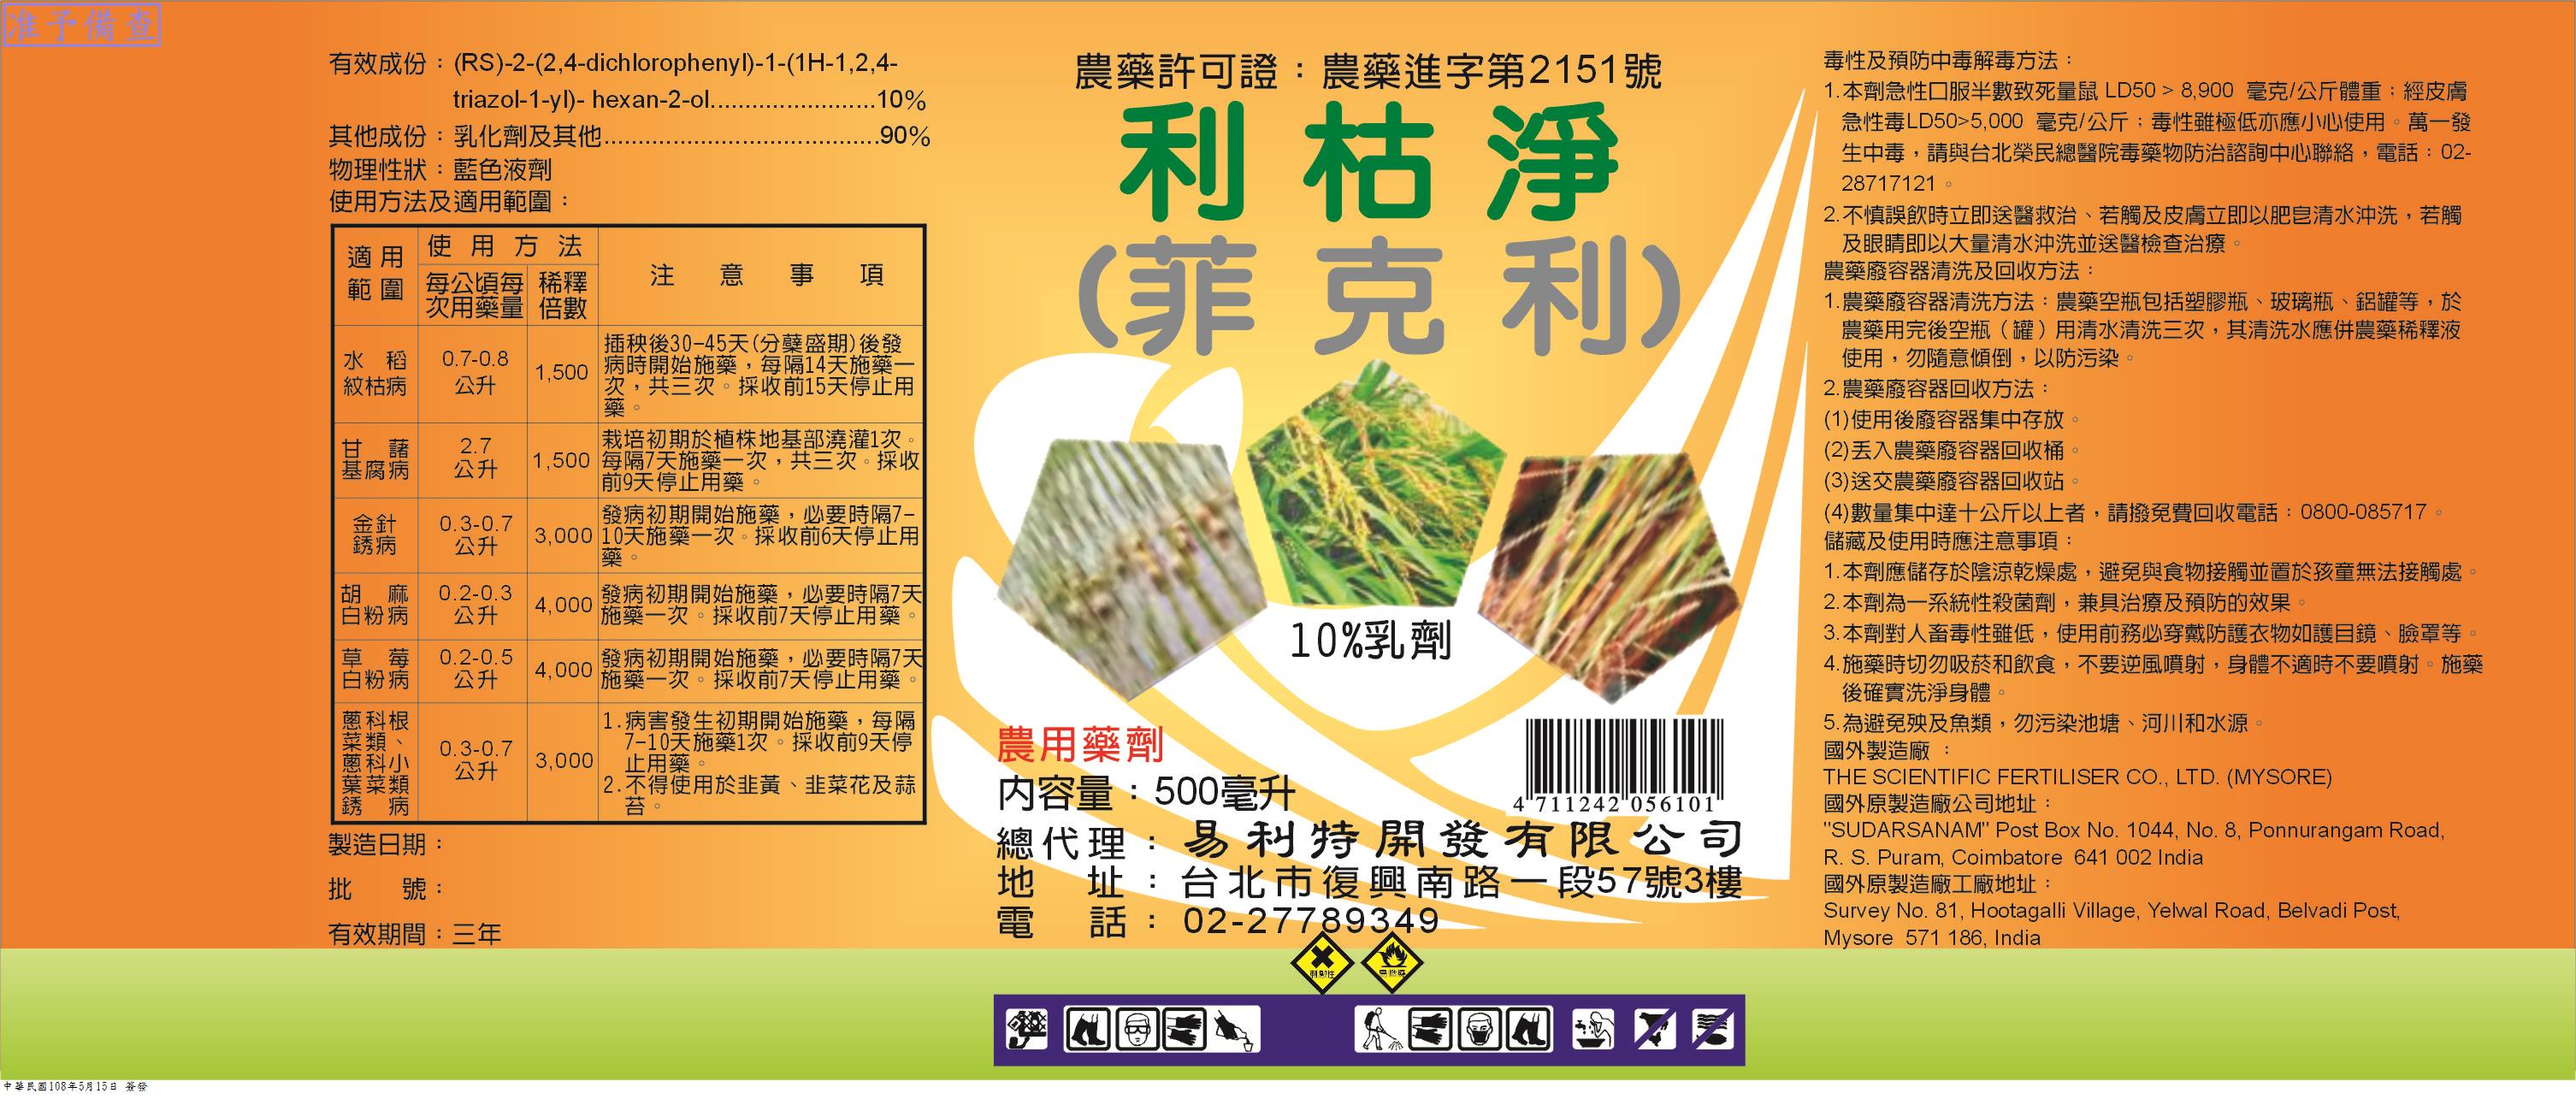 准予備查
有效成份：(RS)-2-(2,4-dichlorophenyl)-1-(1H-1,2,4-
triazol-1-yl)- hexan-2-ol........................10%
其他成份：乳化劑及其他........................................90%
物理性狀：藍色液劑
使用方法及適用範圍：
適用範圍
使用方法
每公頃每次用藥量
稀釋倍數
注意事項
水稻
紋枯病
0.7-0.8
公升
1,500
插秧後30-45天(分蘗盛期)後發
病時開始施藥，每隔14天施藥一
次，共三次。採收前15天停止用
藥。
甘藷
基腐病
2.7
公升
1,500
栽培初期於植株地基部澆灌1次。
每隔7天施藥一次，共三次。採收
前9天停止用藥。
金針
銹病
0.3-0.7
公升
3,000
發病初期開始施藥，必要時隔7-
10天施藥一次。採收前6天停止用
藥。
胡麻
白粉病
0.2-0.3
公升
4,000
發病初期開始施藥，必要時隔7天
施藥一次。採收前7天停止用藥。
草莓
白粉病
0.2-0.5
公升
4,000
發病初期開始施藥，必要時隔7天
施藥一次。採收前7天停止用藥。
蔥科根
菜類、
蔥科小
葉菜類
銹病
0.3-0.7
公升
3,000
1.病害發生初期開始施藥，每隔
7-10天施藥1次。採收前9天停
止用藥。
2.不得使用於韭黃、韭菜花及蒜
苔。
製造日期：
批號：
有效期間：三年
農藥許可證：農藥進字第2151號
利枯淨
(菲克利)
10%乳劑
農用藥劑
內容量：500毫升
4 711242 056101
總代理：易利特開發有限公司
地址：台北市復興南路一段57號3樓
電話：02-27789349
刺激性
易燃性
毒性及預防中毒解毒方法：
1.本劑急性口服半數致死量鼠 LD50 > 8,900 毫克/公斤體重；經皮膚
急性毒LD50>5,000 毫克/公斤；毒性雖極低亦應小心使用。萬一發
生中毒，請與台北榮民總醫院毒藥物防治諮詢中心聯絡，電話：02-
28717121。
2.不慎誤飲時立即送醫救治、若觸及皮膚立即以肥皂清水沖洗，若觸
及眼睛即以大量清水沖洗並送醫檢查治療。
農藥廢容器清洗及回收方法：
1.農藥廢容器清洗方法：農藥空瓶包括塑膠瓶、玻璃瓶、鋁罐等，於
農藥用完後空瓶（罐）用清水清洗三次，其清洗水應併農藥稀釋液
使用，勿隨意傾倒，以防污染。
2.農藥廢容器回收方法：
(1)使用後廢容器集中存放。
(2)丟入農藥廢容器回收桶。
(3)送交農藥廢容器回收站。
(4)數量集中達十公斤以上者，請撥免費回收電話：0800-085717。
儲藏及使用時應注意事項：
1.本劑應儲存於陰涼乾燥處，避免與食物接觸並置於孩童無法接觸處。
2.本劑為一系統性殺菌劑，兼具治療及預防的效果。
3.本劑對人畜毒性雖低，使用前務必穿戴防護衣物如護目鏡、臉罩等。
4.施藥時切勿吸菸和飲食，不要逆風噴射，身體不適時不要噴射。施藥
後確實洗淨身體。
5.為避免殃及魚類，勿污染池塘、河川和水源。
國外製造廠 ：
THE SCIENTIFIC FERTILISER CO., LTD. (MYSORE)
國外原製造廠公司地址：
"SUDARSANAM" Post Box No. 1044, No. 8, Ponnurangam Road,
R. S. Puram, Coimbatore 641 002 India
國外原製造廠工廠地址：
Survey No. 81, Hootagalli Village, Yelwal Road, Belvadi Post,
Mysore 571 186, India
中華民國108年5月15日 簽發